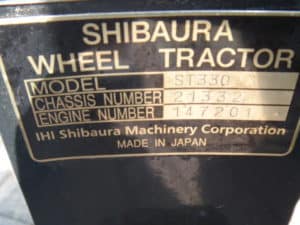 SHIBAURA
WHEEL TRACTOR
MODEL ST330
CHASSIS NUMBER 21332
ENGINE NUMBER 147201
IHI Shibaura Machinery Corporation
MADE IN JAPAN